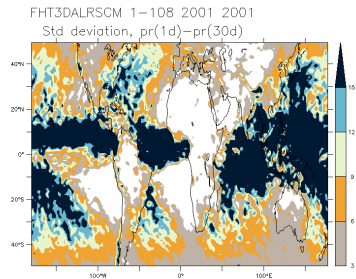 FHT3DALRSCM 1-108 2001 2001
Std deviation, pr(1d)-pr(30d)
40°N
20°N
0°
20°S
40°S
100°W
0°
100°E
15
12
9
6
3